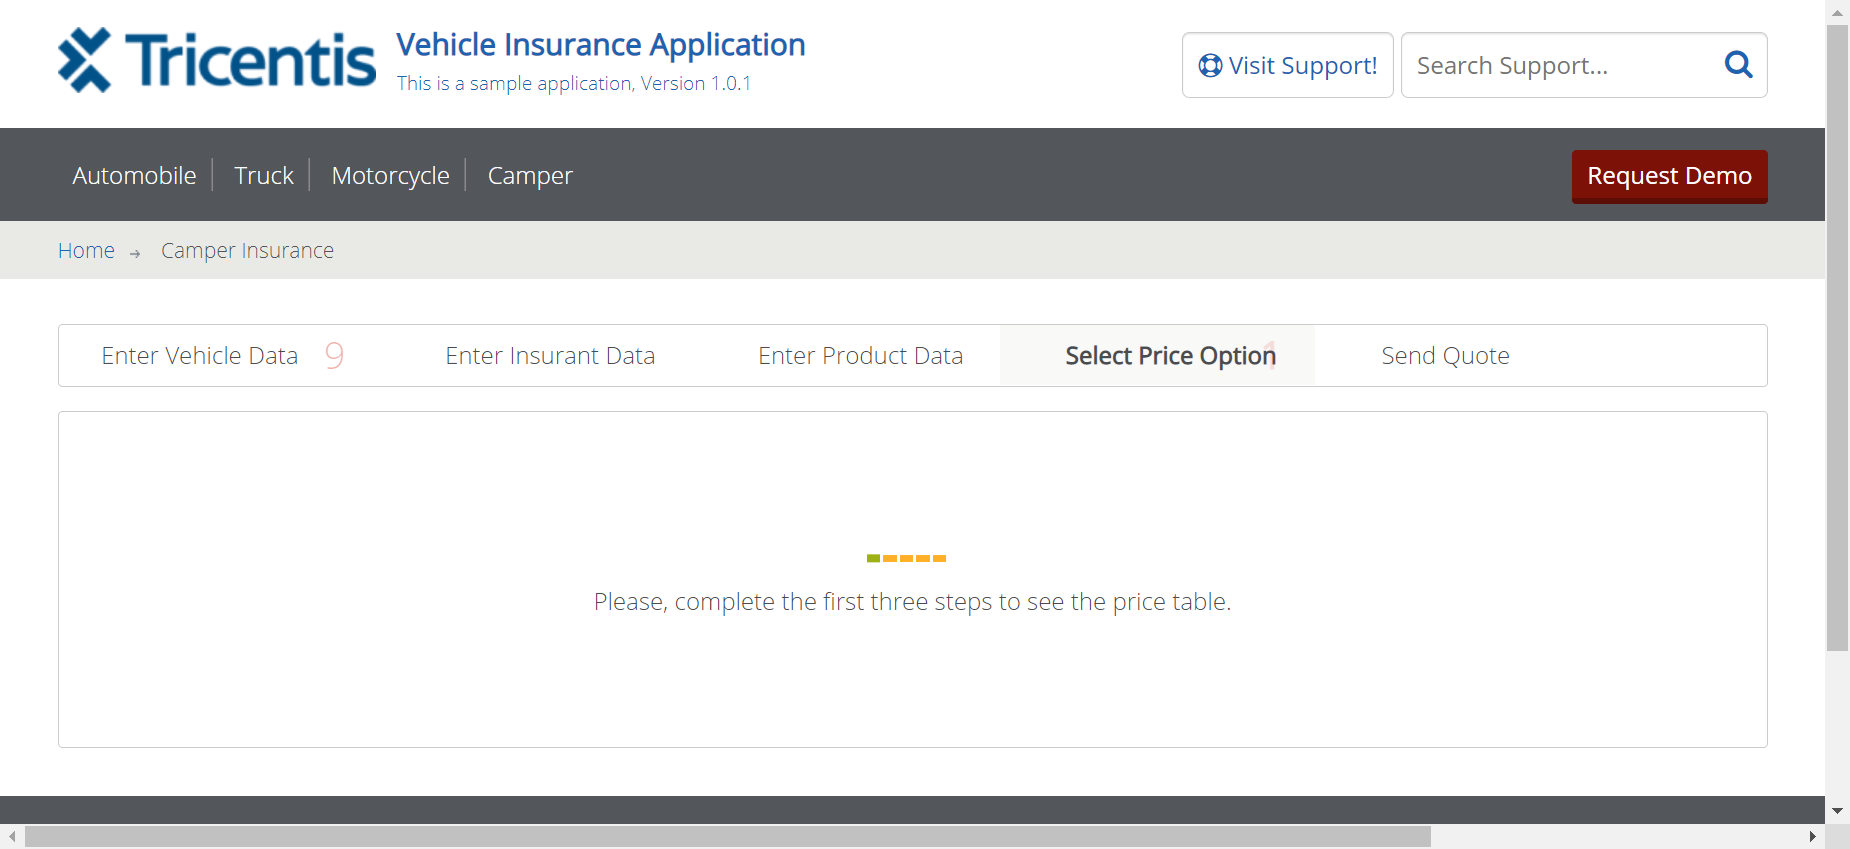 Tricentis
Vehicle Insurance Application
This is a sample application, Version 1.0.1
Visit Support!
Search Support...
Automobile
Truck
Motorcycle
Camper
Request Demo
Home
Camper Insurance
Enter Vehicle Data 9
Enter Insurant Data
Enter Product Data
Select Price Option 1
Send Quote
Please, complete the first three steps to see the price table.